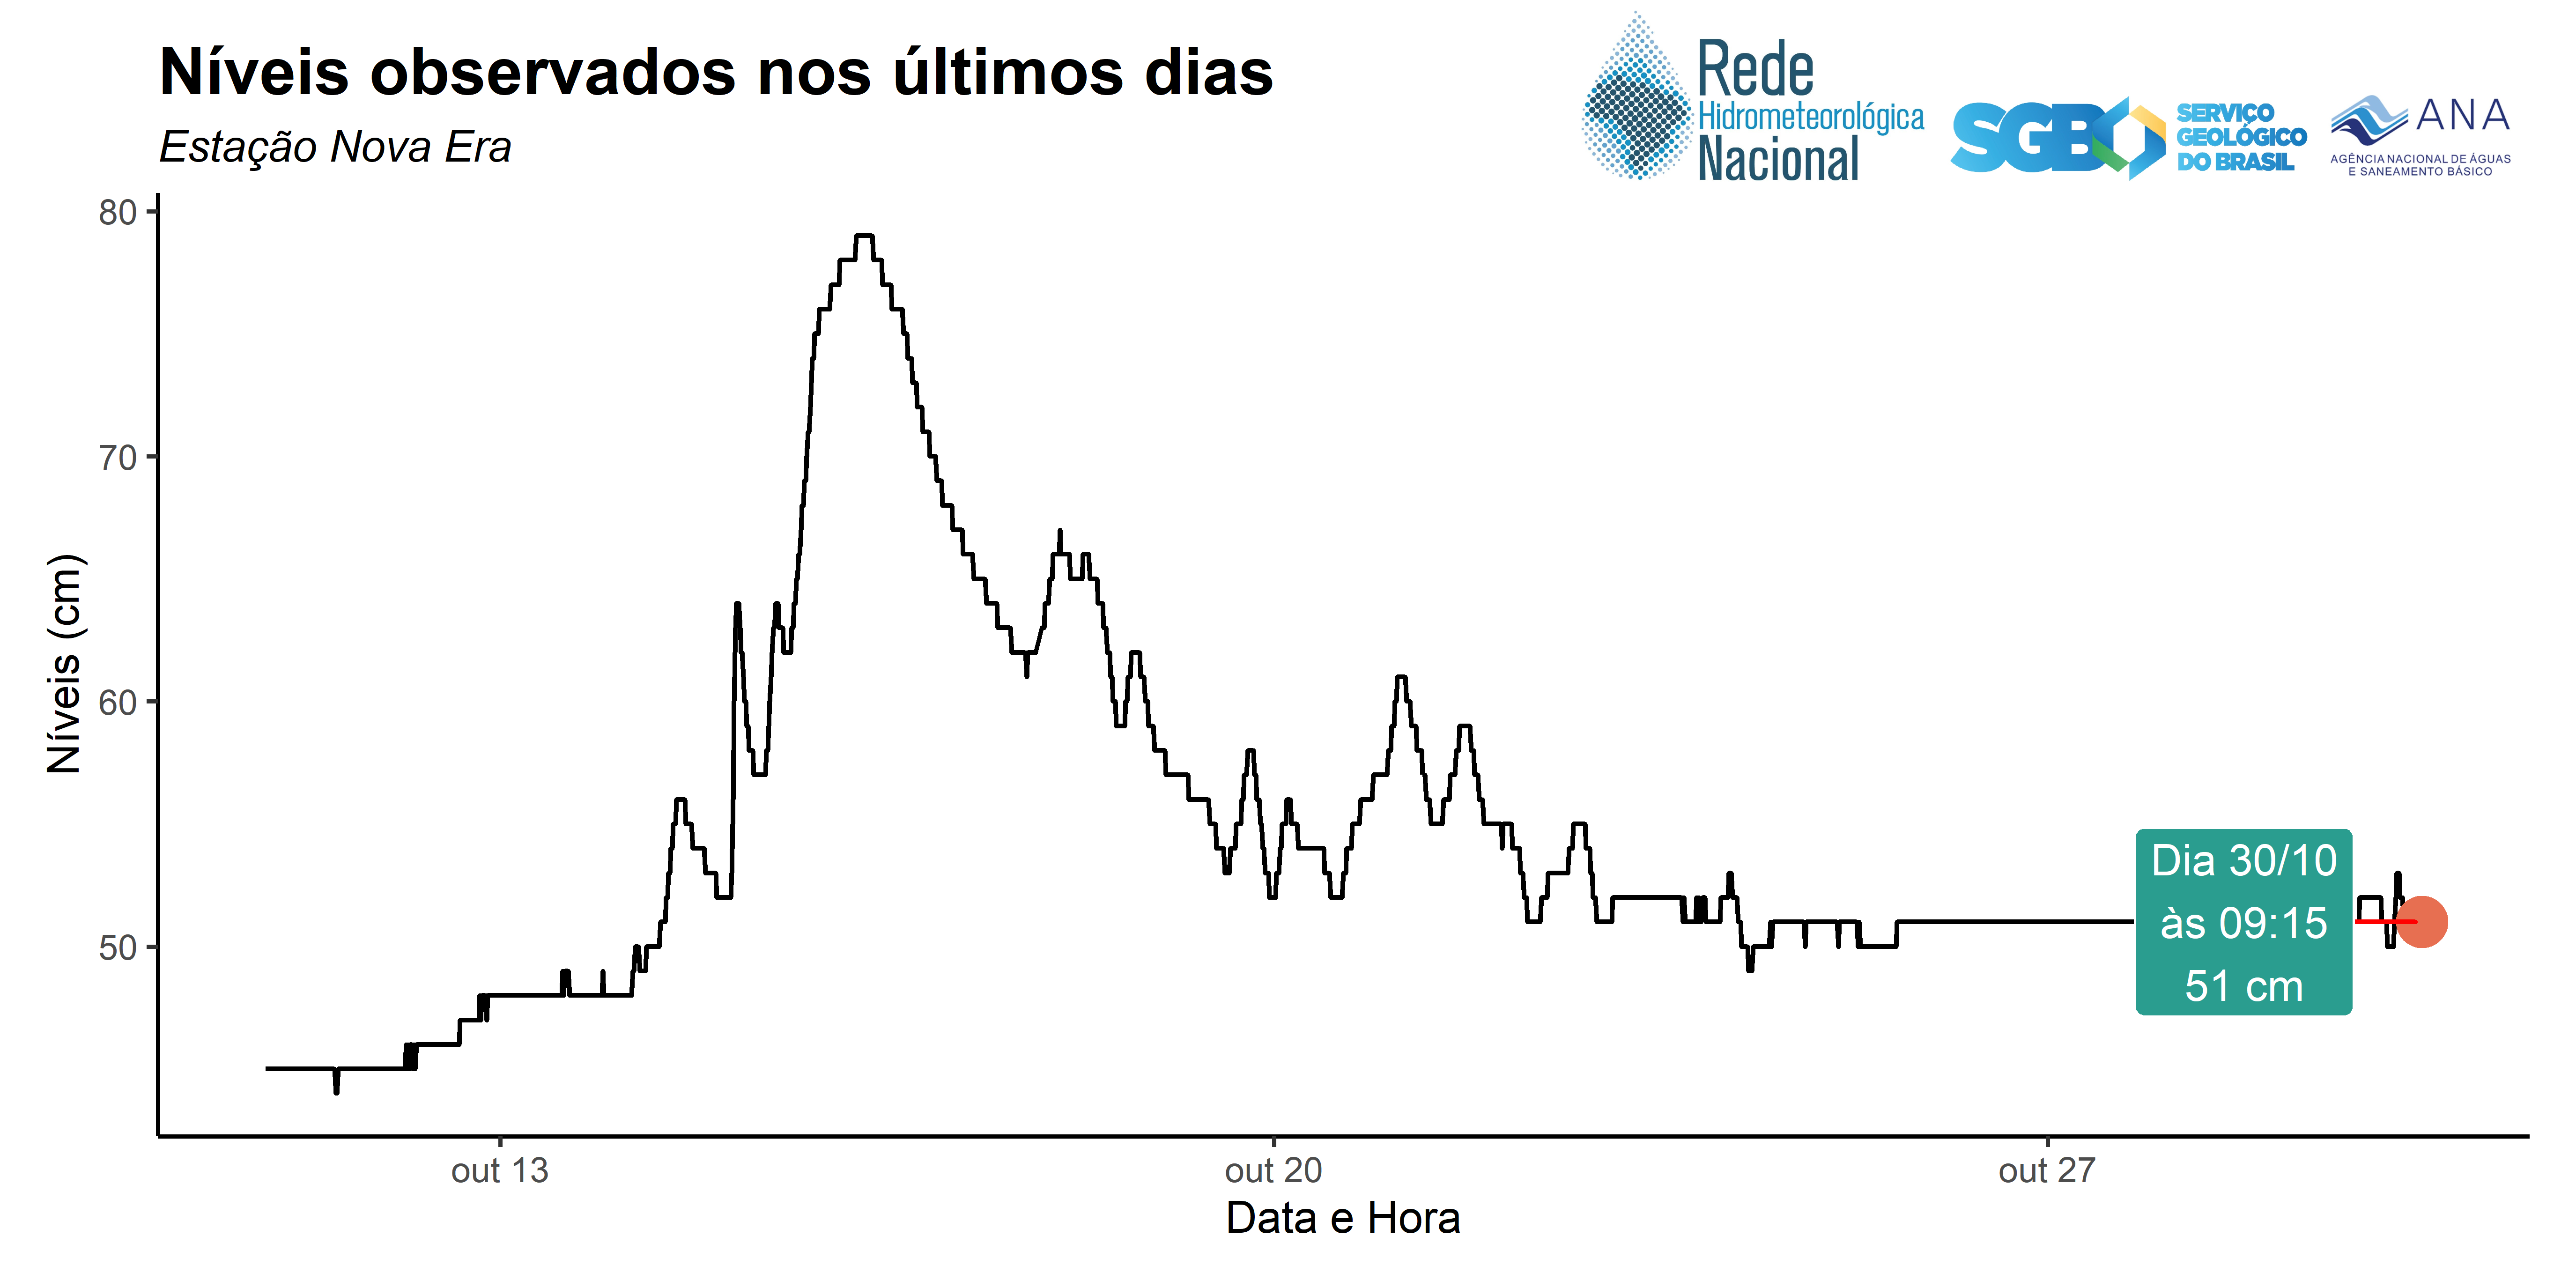 Níveis observados nos últimos dias
Estação Nova Era
Rede
Hidrometeorológica
Nacional
SGB
SERVIÇO
GEOLÓGICO
DO BRASIL
ANA
AGÊNCIA NACIONAL DE ÁGUAS
E SANEAMENTO BÁSICO
80
70
60
50
Níveis (cm)
Dia 30/10
às 09:15
51 cm
out 13
out 20
out 27
Data e Hora